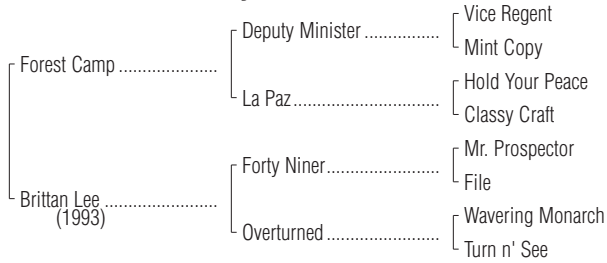 Vice Regent
Deputy Minister ................
Mint Copy
Forest Camp .....................
Hold Your Peace
La Paz...............................
Classy Craft
Mr. Prospector
Forty Niner........................
File
Brittan Lee ........................
(1993)
Wavering Monarch
Overturned ........................
Turn n' See